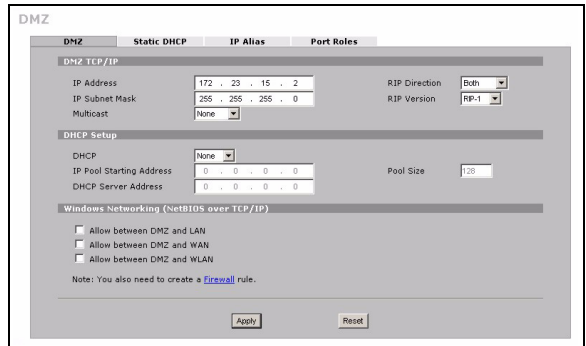 DMZ
DMZ Static DHCP IP Alias Port Roles
DMZ TCP/IP
IP Address 172 . 23 . 15 . 2 RIP Direction Both
IP Subnet Mask 255 . 255 . 255 . 0 RIP Version RIP-1
Multicast None
DHCP Setup
DHCP None
IP Pool Starting Address 0 . 0 . 0 . 0 Pool Size 128
DHCP Server Address 0 . 0 . 0 . 0
Windows Networking (NetBIOS over TCP/IP)
Allow between DMZ and LAN
Allow between DMZ and WAN
Allow between DMZ and WLAN
Note: You also need to create a Firewall rule.
Apply Reset